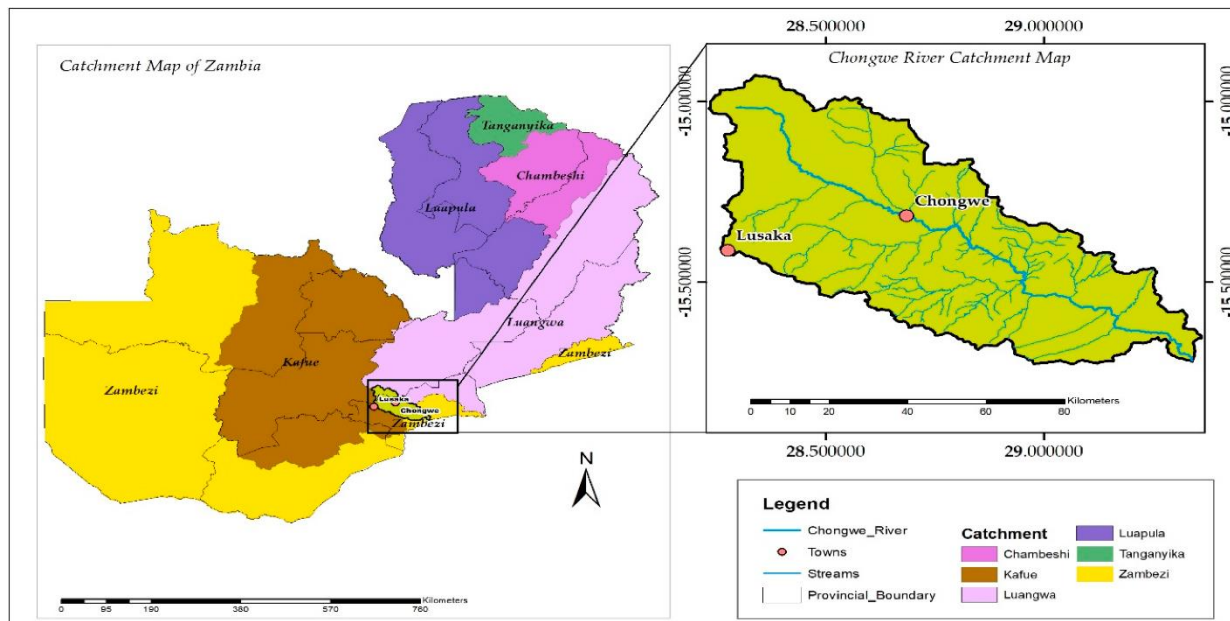 Catchment Map of Zambia
Tanganyika
Chambeshi
Luapula
Luangwa
Kafue
Zambezi
Zambezi
Lusaka
Chongwe
Zambezi
N
Kilometers
0 95 190 380 570 760
28.500000 29.000000
Chongwe River Catchment Map
-15.000000 -15.000000
Chongwe
Lusaka
-15.500000 -15.500000
Kilometers
0 5 10 20 40 60 80
28.500000 29.000000
Legend
Chongwe_River
Towns
Streams
Provincial_Boundary
Catchment
Chambeshi
Kafue
Luangwa
Luapula
Tanganyika
Zambezi